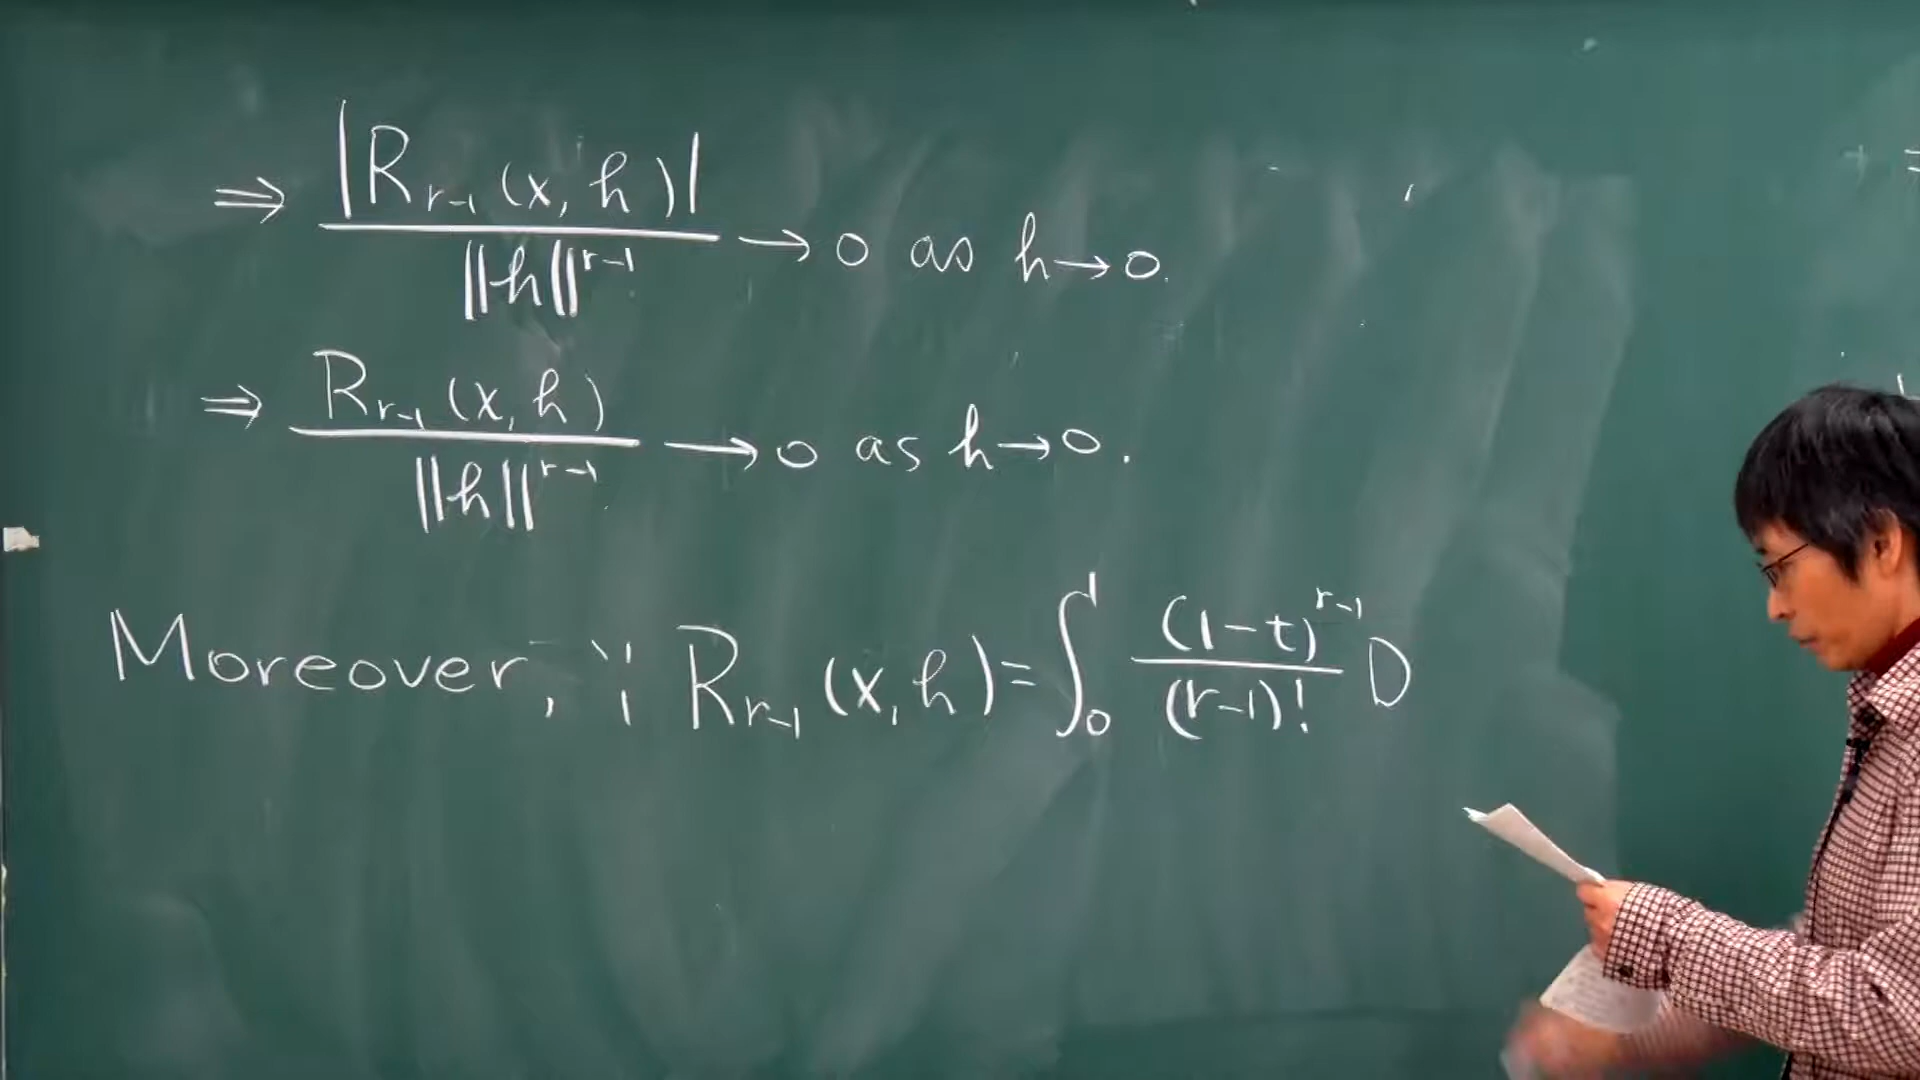 ⇒ |R_{r-1}(x, h)| / ||h||^{r-1} → 0 as h → 0.
⇒ R_{r-1}(x, h) / ||h||^{r-1} → 0 as h → 0.
Moreover, ∵ R_{r-1}(x, h) = ∫_0^1 (1-t)^{r-1} / (r-1)! D